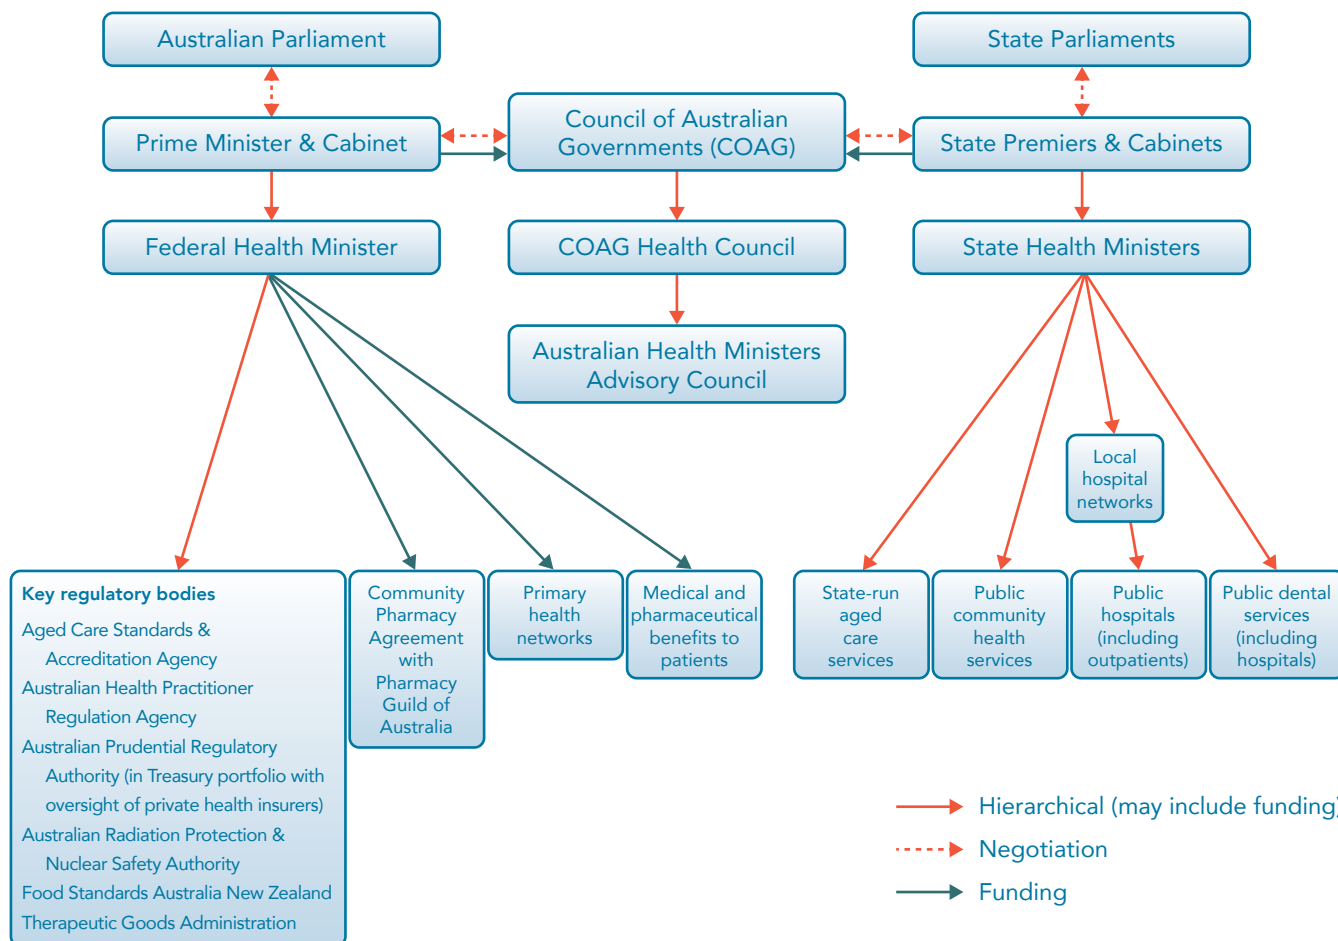 Australian Parliament
State Parliaments
Prime Minister & Cabinet
Council of Australian
Governments (COAG)
State Premiers & Cabinets
Federal Health Minister
COAG Health Council
State Health Ministers
Australian Health Ministers
Advisory Council
Local
hospital
networks
Key regulatory bodies
Aged Care Standards &
Accreditation Agency
Australian Health Practitioner
Regulation Agency
Australian Prudential Regulatory
Authority (in Treasury portfolio with
oversight of private health insurers)
Australian Radiation Protection &
Nuclear Safety Authority
Food Standards Australia New Zealand
Therapeutic Goods Administration
Community
Pharmacy
Agreement
with
Pharmacy
Guild of
Australia
Primary
health
networks
Medical and
pharmaceutical
benefits to
patients
State-run
aged
care
services
Public
community
health
services
Public
hospitals
(including
outpatients)
Public dental
services
(including
hospitals)
Hierarchical (may include funding)
Negotiation
Funding